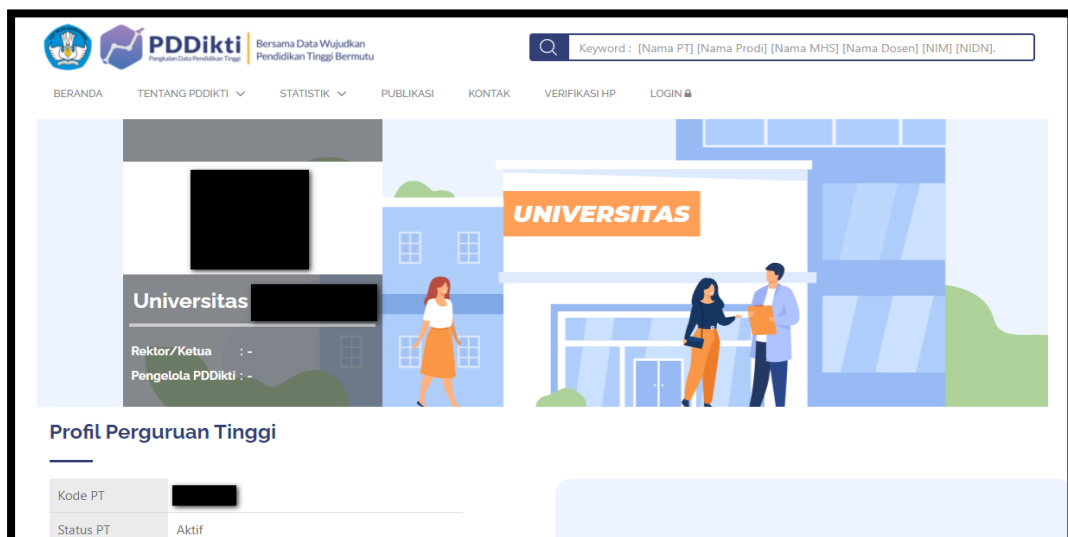 PDDikti
Pangkalan Data Pendidikan Tinggi
Bersama Data Wujudkan
Pendidikan Tinggi Bermutu
Keyword : [Nama PT] [Nama Prodi] [Nama MHS] [Nama Dosen] [NIM] [NIDN].
BERANDA TENTANG PDDIKTI STATISTIK PUBLIKASI KONTAK VERIFIKASI HP LOGIN
UNIVERSITAS
Universitas
Rektor/Ketua : -
Pengelola PDDikti : -
Profil Perguruan Tinggi
Kode PT
Status PT Aktif